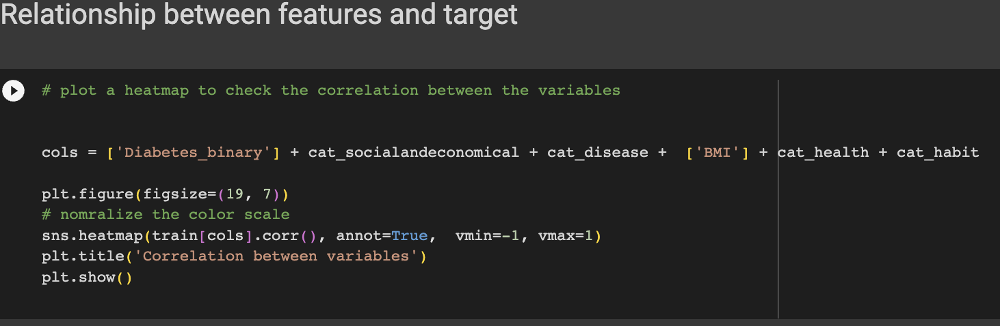 Relationship between features and target
# plot a heatmap to check the correlation between the variables
cols = ['Diabetes_binary'] + cat_socialandeconomical + cat_disease +  ['BMI'] + cat_health + cat_habit
plt.figure(figsize=(19, 7))
# nomralize the color scale
sns.heatmap(train[cols].corr(), annot=True,  vmin=-1, vmax=1)
plt.title('Correlation between variables')
plt.show()